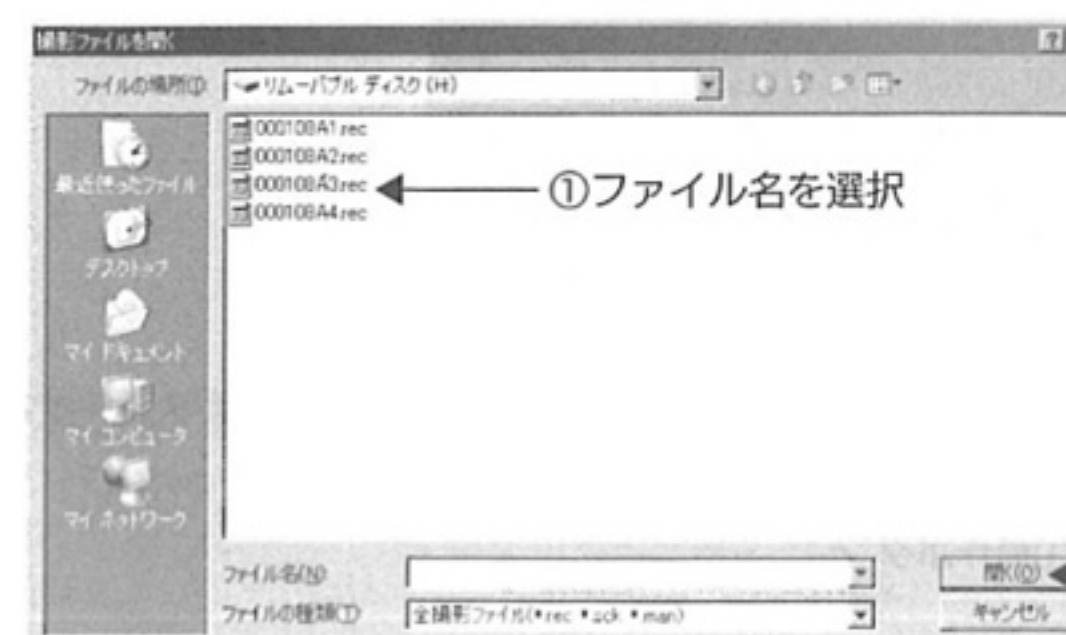 撮影ファイルを開く
ファイルの場所(I):
リムーバブル ディスク (H:)
000108A1.rec
000108A2.rec
000108A3.rec
000108A4.rec
①ファイル名を選択
最近使ったファイル
デスクトップ
マイ ドキュメント
マイ コンピュータ
マイ ネットワーク
ファイル名(N):
開く(O)
ファイルの種類(T):
全撮影ファイル(*.rec *.sck *.man)
キャンセル